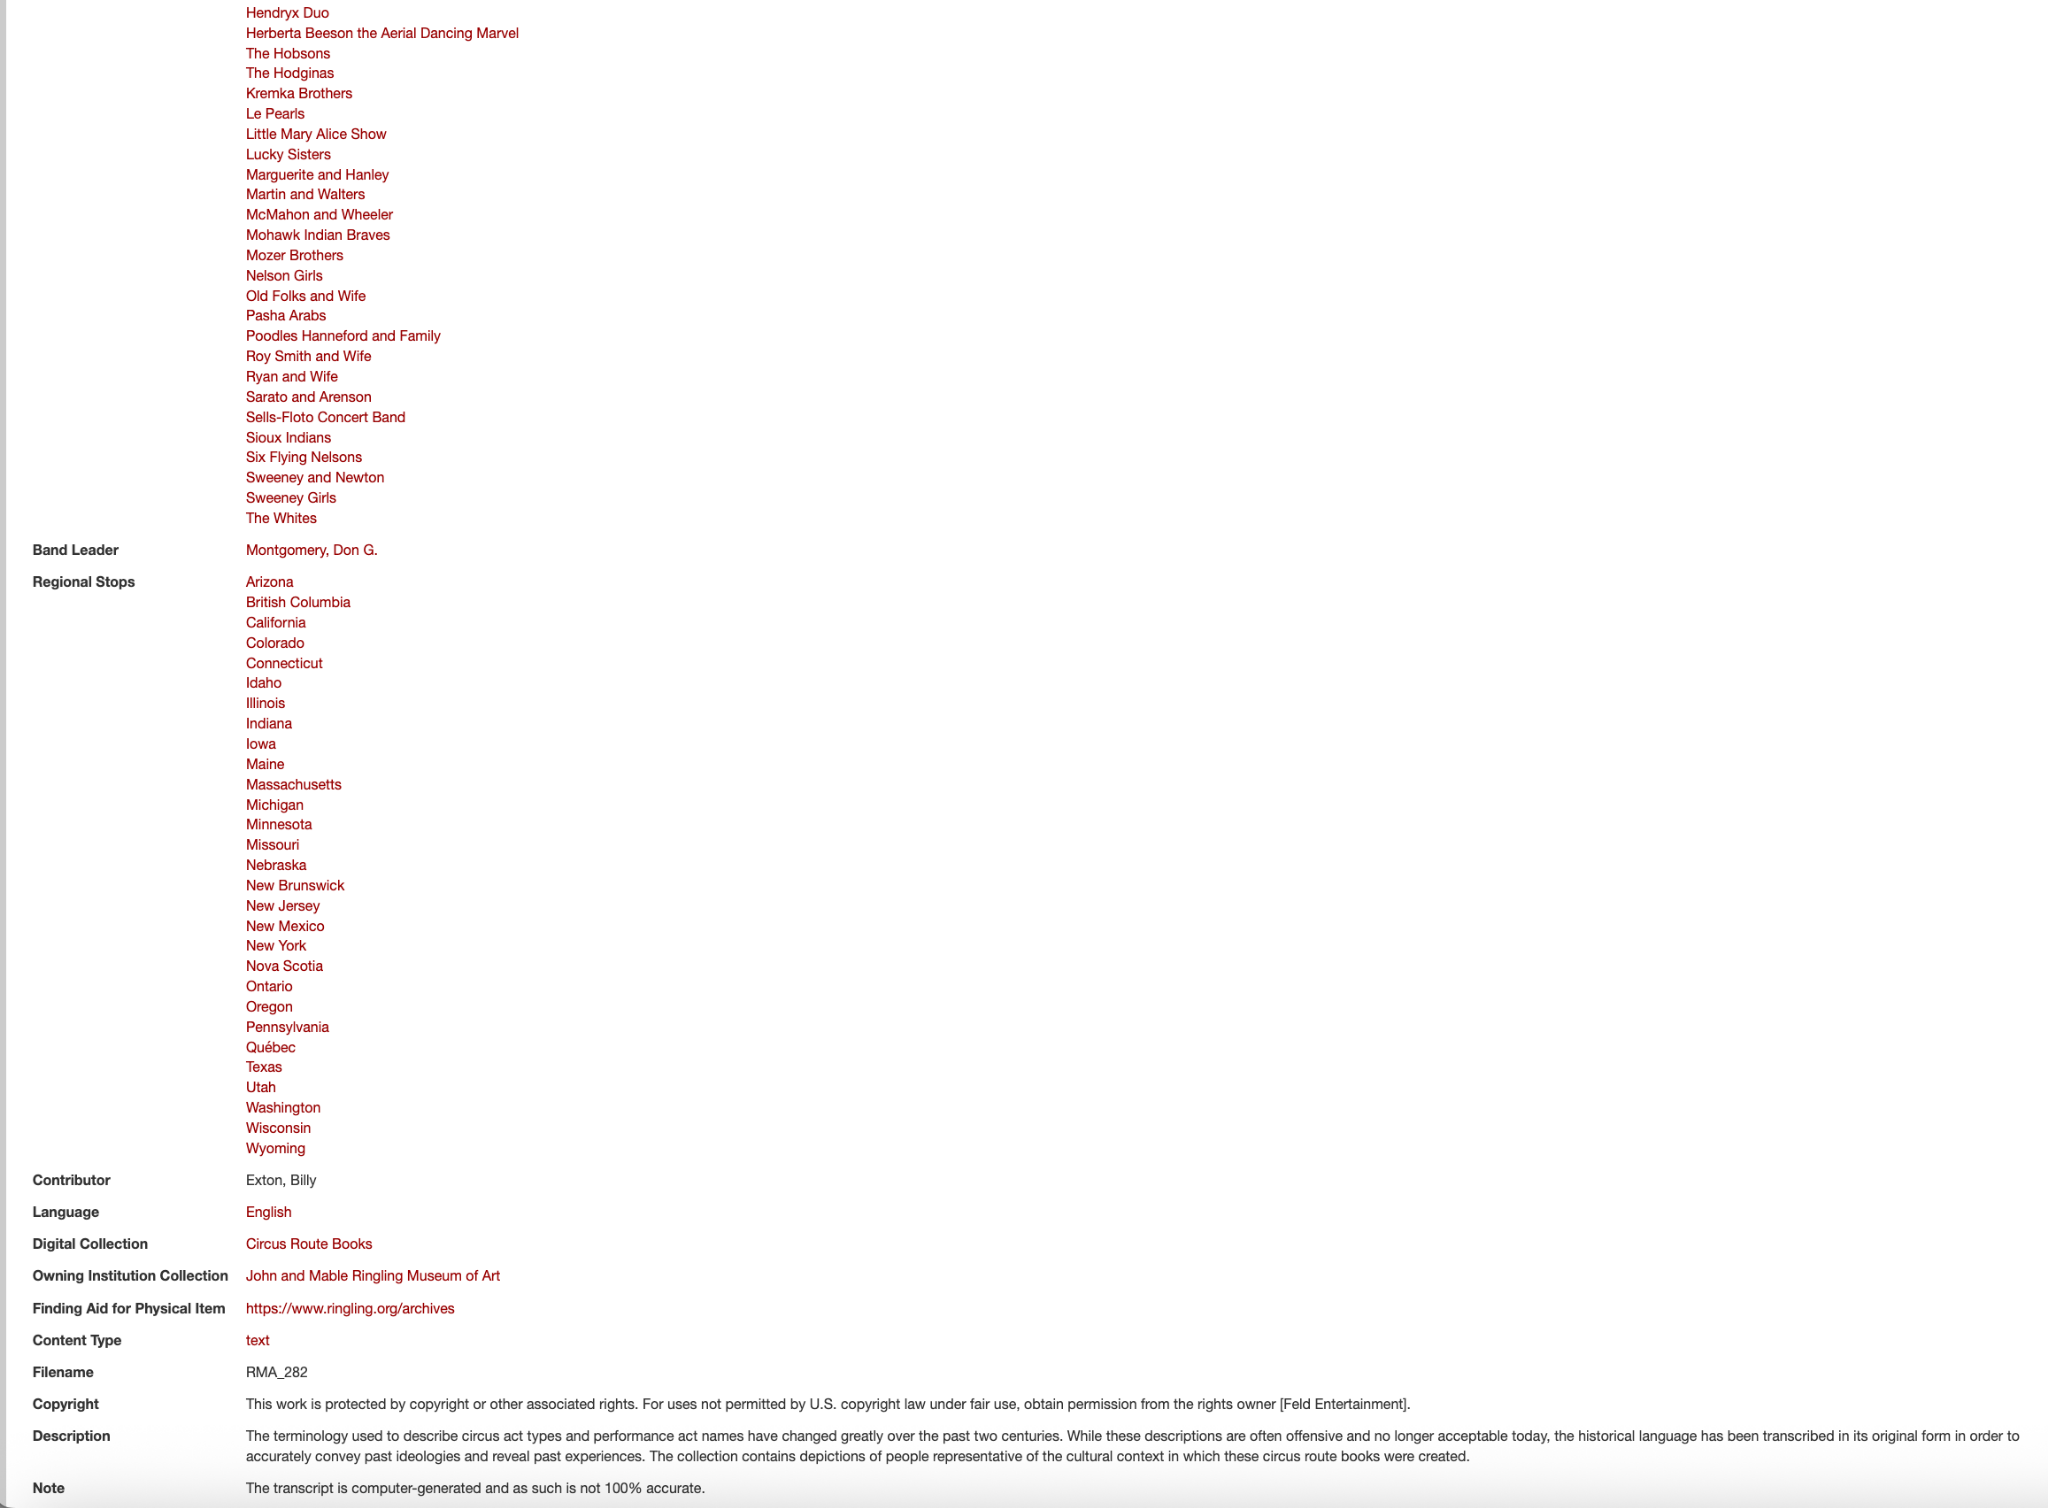 Hendryx Duo
Herberta Beeson the Aerial Dancing Marvel
The Hobsons
The Hodginas
Kremka Brothers
Le Pearls
Little Mary Alice Show
Lucky Sisters
Marguerite and Hanley
Martin and Walters
McMahon and Wheeler
Mohawk Indian Braves
Mozer Brothers
Nelson Girls
Old Folks and Wife
Pasha Arabs
Poodles Hanneford and Family
Roy Smith and Wife
Ryan and Wife
Sarato and Arenson
Sells-Floto Concert Band
Sioux Indians
Six Flying Nelsons
Sweeney and Newton
Sweeney Girls
The Whites
Band Leader Montgomery, Don G.
Regional Stops Arizona
British Columbia
California
Colorado
Connecticut
Idaho
Illinois
Indiana
Iowa
Maine
Massachusetts
Michigan
Minnesota
Missouri
Nebraska
New Brunswick
New Jersey
New Mexico
New York
Nova Scotia
Ontario
Oregon
Pennsylvania
Québec
Texas
Utah
Washington
Wisconsin
Wyoming
Contributor Exton, Billy
Language English
Digital Collection Circus Route Books
Owning Institution Collection John and Mable Ringling Museum of Art
Finding Aid for Physical Item https://www.ringling.org/archives
Content Type text
Filename RMA_282
Copyright This work is protected by copyright or other associated rights. For uses not permitted by U.S. copyright law under fair use, obtain permission from the rights owner [Feld Entertainment].
Description The terminology used to describe circus act types and performance act names have changed greatly over the past two centuries. While these descriptions are often offensive and no longer acceptable today, the historical language has been transcribed in its original form in order to
accurately convey past ideologies and reveal past experiences. The collection contains depictions of people representative of the cultural context in which these circus route books were created.
Note The transcript is computer-generated and as such is not 100% accurate.